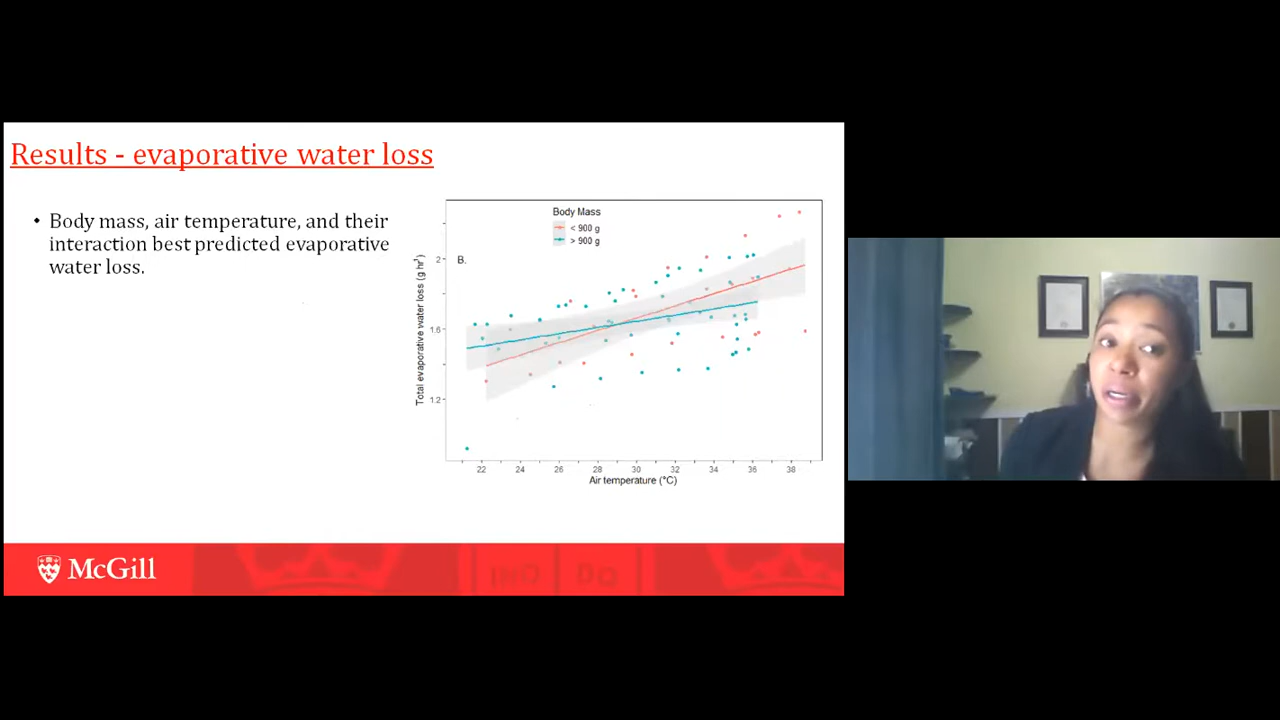 Results - evaporative water loss
• Body mass, air temperature, and their
interaction best predicted evaporative
water loss.
Body Mass
< 900 g
> 900 g
B.
Total evaporative water loss (g hr¹)
2
1.6
1.2
22 24 26 28 30 32 34 36 38
Air temperature (°C)
McGill